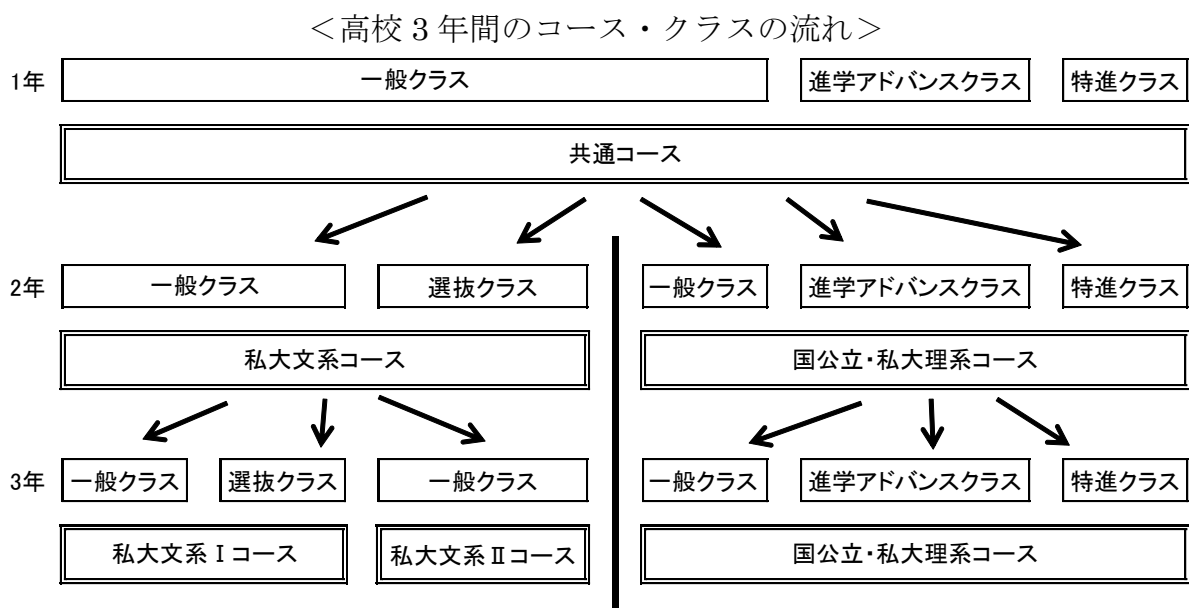 ＜高校3年間のコース・クラスの流れ＞
1年 一般クラス 進学アドバンスクラス 特進クラス
共通コース
2年 一般クラス 選抜クラス 一般クラス 進学アドバンスクラス 特進クラス
私大文系コース 国公立・私大理系コース
3年 一般クラス 選抜クラス 一般クラス 一般クラス 進学アドバンスクラス 特進クラス
私大文系Ⅰコース 私大文系Ⅱコース 国公立・私大理系コース